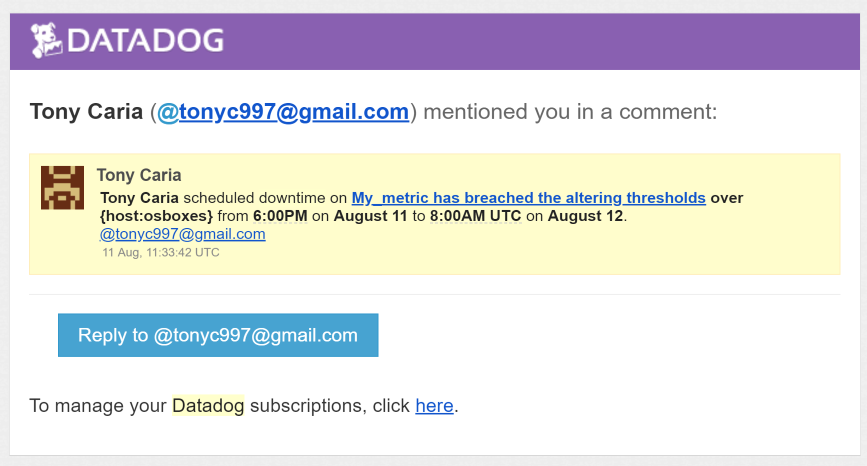 DATADOG
Tony Caria (@tonyc997@gmail.com) mentioned you in a comment:
Tony Caria
Tony Caria scheduled downtime on My_metric has breached the altering thresholds over
{host:osboxes} from 6:00PM on August 11 to 8:00AM UTC on August 12.
@tonyc997@gmail.com
11 Aug, 11:33:42 UTC
Reply to @tonyc997@gmail.com
To manage your Datadog subscriptions, click here.